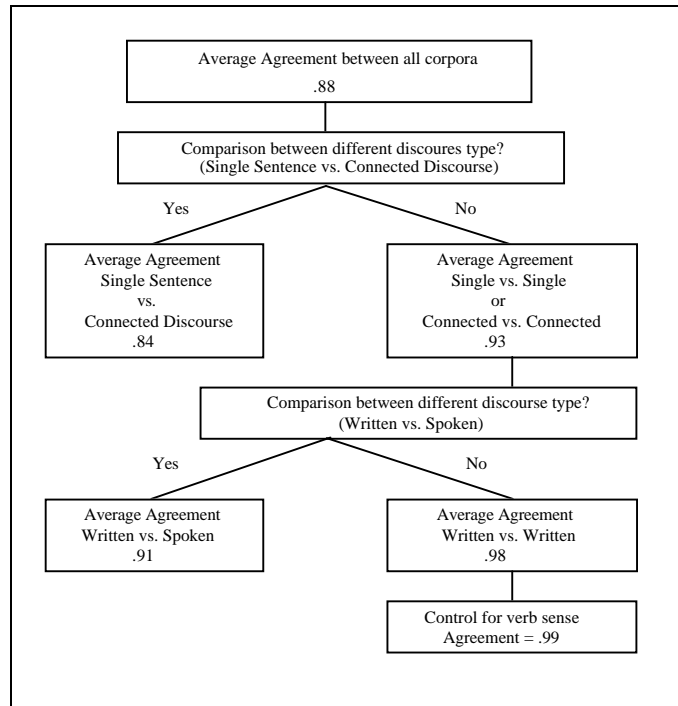 Average Agreement between all corpora
.88
Comparison between different discoures type?
(Single Sentence vs. Connected Discourse)
Yes
No
Average Agreement
Single Sentence
vs.
Connected Discourse
.84
Average Agreement
Single vs. Single
or
Connected vs. Connected
.93
Comparison between different discourse type?
(Written vs. Spoken)
Yes
No
Average Agreement
Written vs. Spoken
.91
Average Agreement
Written vs. Written
.98
Control for verb sense
Agreement = .99